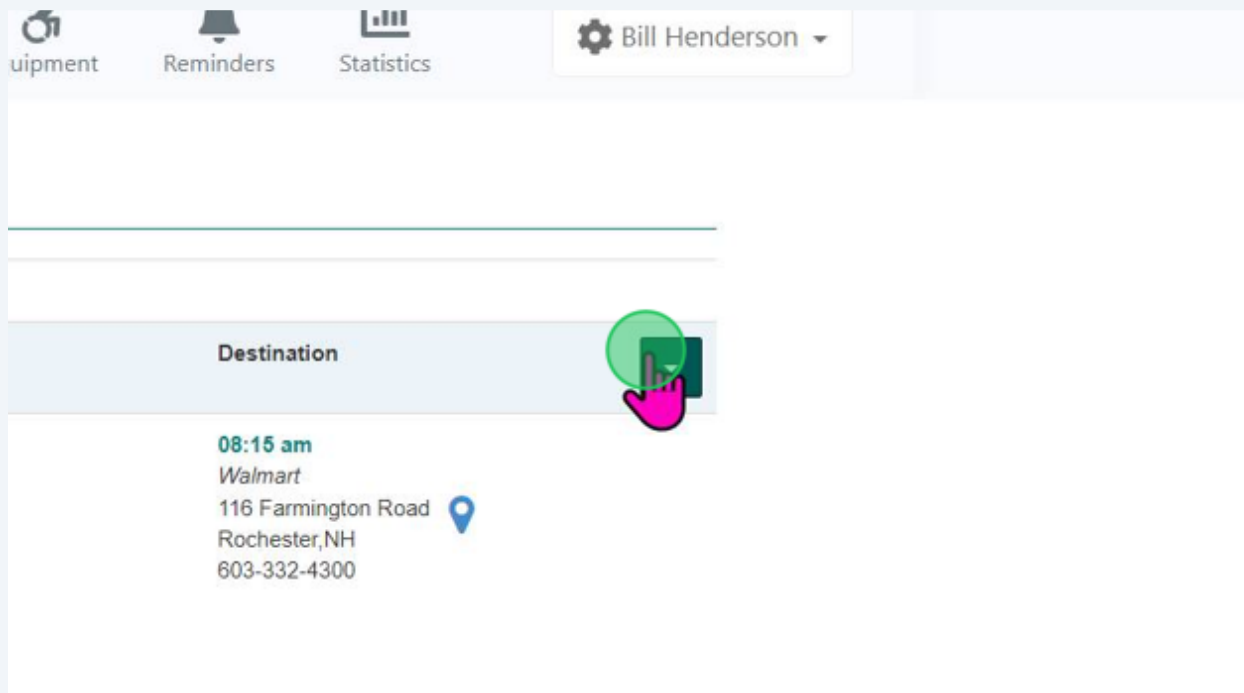 uipment
Reminders
Statistics
Bill Henderson
Destination
08:15 am
Walmart
116 Farmington Road
Rochester,NH
603-332-4300